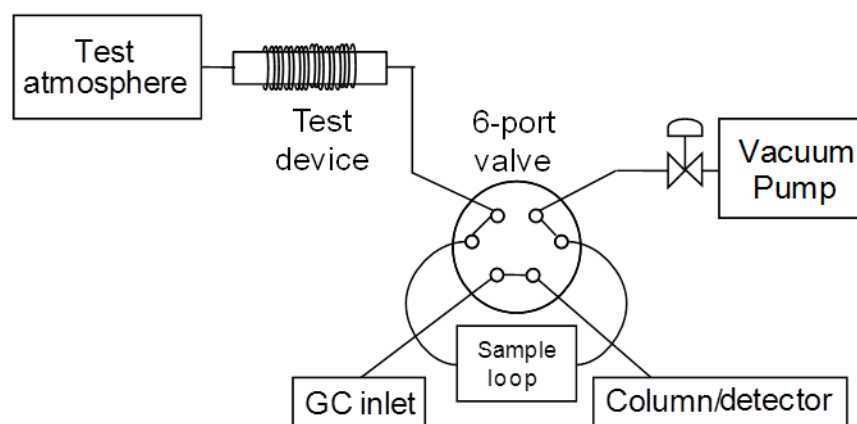 Test
atmosphere
Test
device
6-port
valve
Vacuum
Pump
Sample
loop
GC inlet
Column/detector